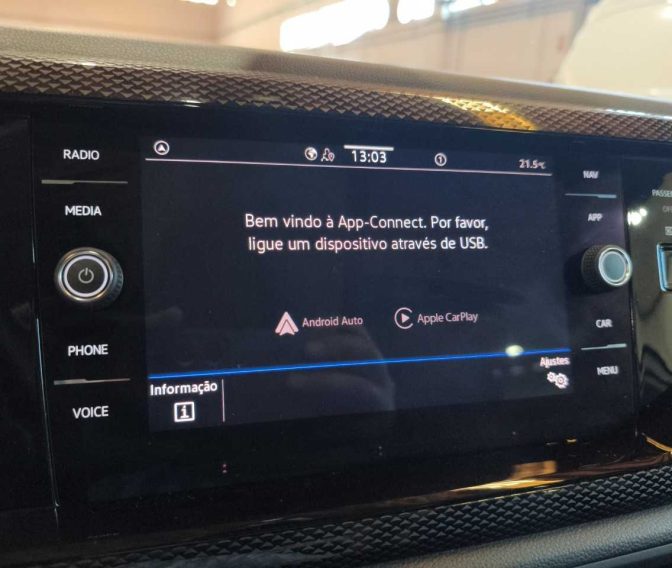 RADIO
MEDIA
PHONE
VOICE
13:03
1
21.5°C
Bem vindo à App-Connect. Por favor,
ligue um dispositivo através de USB.
Android Auto
Apple CarPlay
Informação
Ajustes
NAV
APP
CAR
MENU